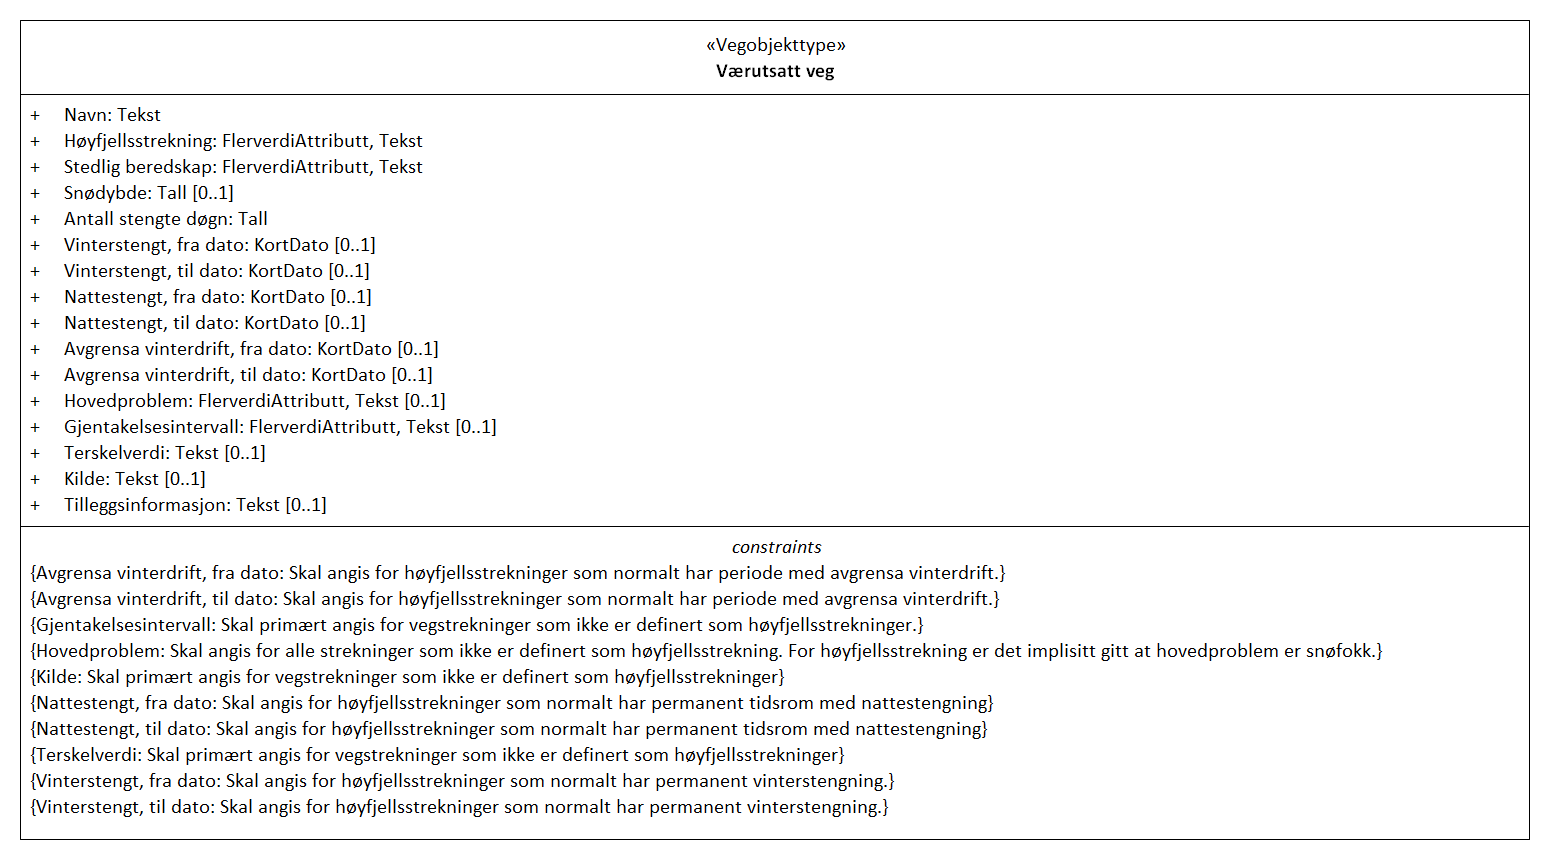 «Vegobjekttype»
Værutsatt veg
+ Navn: Tekst
+ Høyfjellsstrekning: FlerverdiAttributt, Tekst
+ Stedlig beredskap: FlerverdiAttributt, Tekst
+ Snødybde: Tall [0..1]
+ Antall stengte døgn: Tall
+ Vinterstengt, fra dato: KortDato [0..1]
+ Vinterstengt, til dato: KortDato [0..1]
+ Nattestengt, fra dato: KortDato [0..1]
+ Nattestengt, til dato: KortDato [0..1]
+ Avgrensa vinterdrift, fra dato: KortDato [0..1]
+ Avgrensa vinterdrift, til dato: KortDato [0..1]
+ Hovedproblem: FlerverdiAttributt, Tekst [0..1]
+ Gjentakelsesintervall: FlerverdiAttributt, Tekst [0..1]
+ Terskelverdi: Tekst [0..1]
+ Kilde: Tekst [0..1]
+ Tilleggsinformasjon: Tekst [0..1]
constraints
{Avgrensa vinterdrift, fra dato: Skal angis for høyfjellsstrekninger som normalt har periode med avgrensa vinterdrift.}
{Avgrensa vinterdrift, til dato: Skal angis for høyfjellsstrekninger som normalt har periode med avgrensa vinterdrift.}
{Gjentakelsesintervall: Skal primært angis for vegstrekninger som ikke er definert som høyfjellsstrekninger.}
{Hovedproblem: Skal angis for alle strekninger som ikke er definert som høyfjellsstrekning. For høyfjellsstrekning er det implisitt gitt at hovedproblem er snøfokk.}
{Kilde: Skal primært angis for vegstrekninger som ikke er definert som høyfjellsstrekninger}
{Nattestengt, fra dato: Skal angis for høyfjellsstrekninger som normalt har permanent tidsrom med nattestengning}
{Nattestengt, til dato: Skal angis for høyfjellsstrekninger som normalt har permanent tidsrom med nattestengning}
{Terskelverdi: Skal primært angis for vegstrekninger som ikke er definert som høyfjellsstrekninger}
{Vinterstengt, fra dato: Skal angis for høyfjellsstrekninger som normalt har permanent vinterstengning.}
{Vinterstengt, til dato: Skal angis for høyfjellsstrekninger som normalt har permanent vinterstengning.}